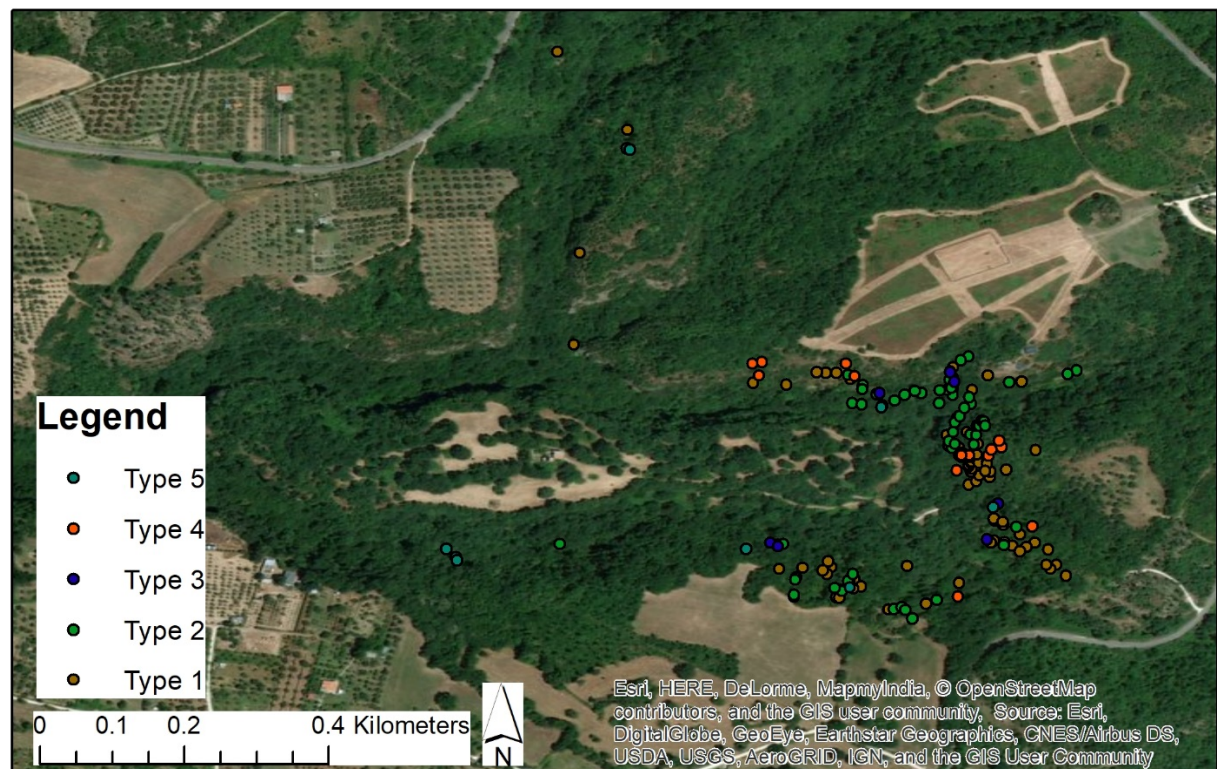 Legend
Type 5
Type 4
Type 3
Type 2
Type 1
0 0.1 0.2 0.4 Kilometers
N
Esri, HERE, DeLorme, MapmyIndia, © OpenStreetMap
contributors, and the GIS user community, Source: Esri,
DigitalGlobe, GeoEye, Earthstar Geographics, CNES/Airbus DS,
USDA, USGS, AeroGRID, IGN, and the GIS User Community